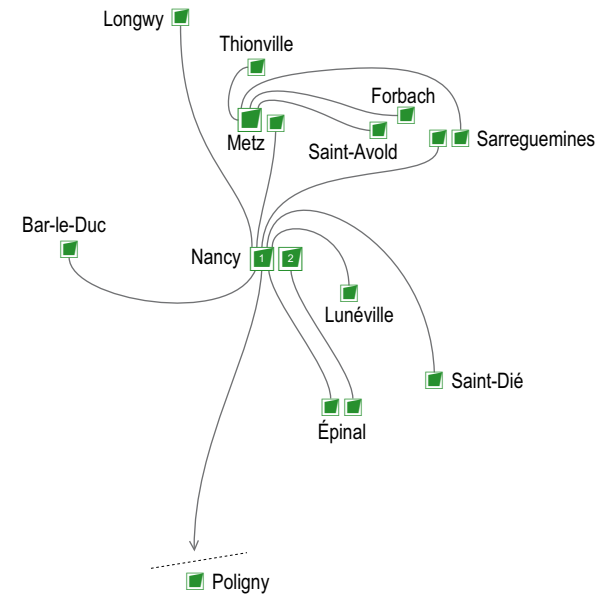 Longwy
Thionville
Forbach
Metz
Saint-Avold
Sarreguemines
Bar-le-Duc
Nancy 1 2
Lunéville
Saint-Dié
Épinal
Poligny